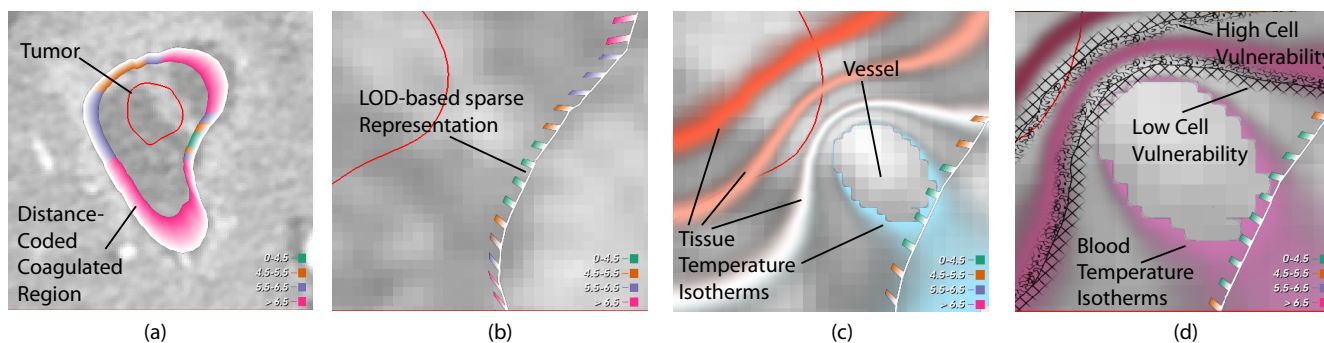 Tumor
Distance-
Coded
Coagulated
Region
0-4.5
4.5-5.5
5.5-6.5
> 6.5
(a)
LOD-based sparse
Representation
0-4.5
4.5-5.5
5.5-6.5
> 6.5
(b)
Vessel
Tissue
Temperature
Isotherms
0-4.5
4.5-5.5
5.5-6.5
> 6.5
(c)
High Cell
Vulnerability
Low Cell
Vulnerability
Blood
Temperature
Isotherms
0-4.5
4.5-5.5
5.5-6.5
> 6.5
(d)